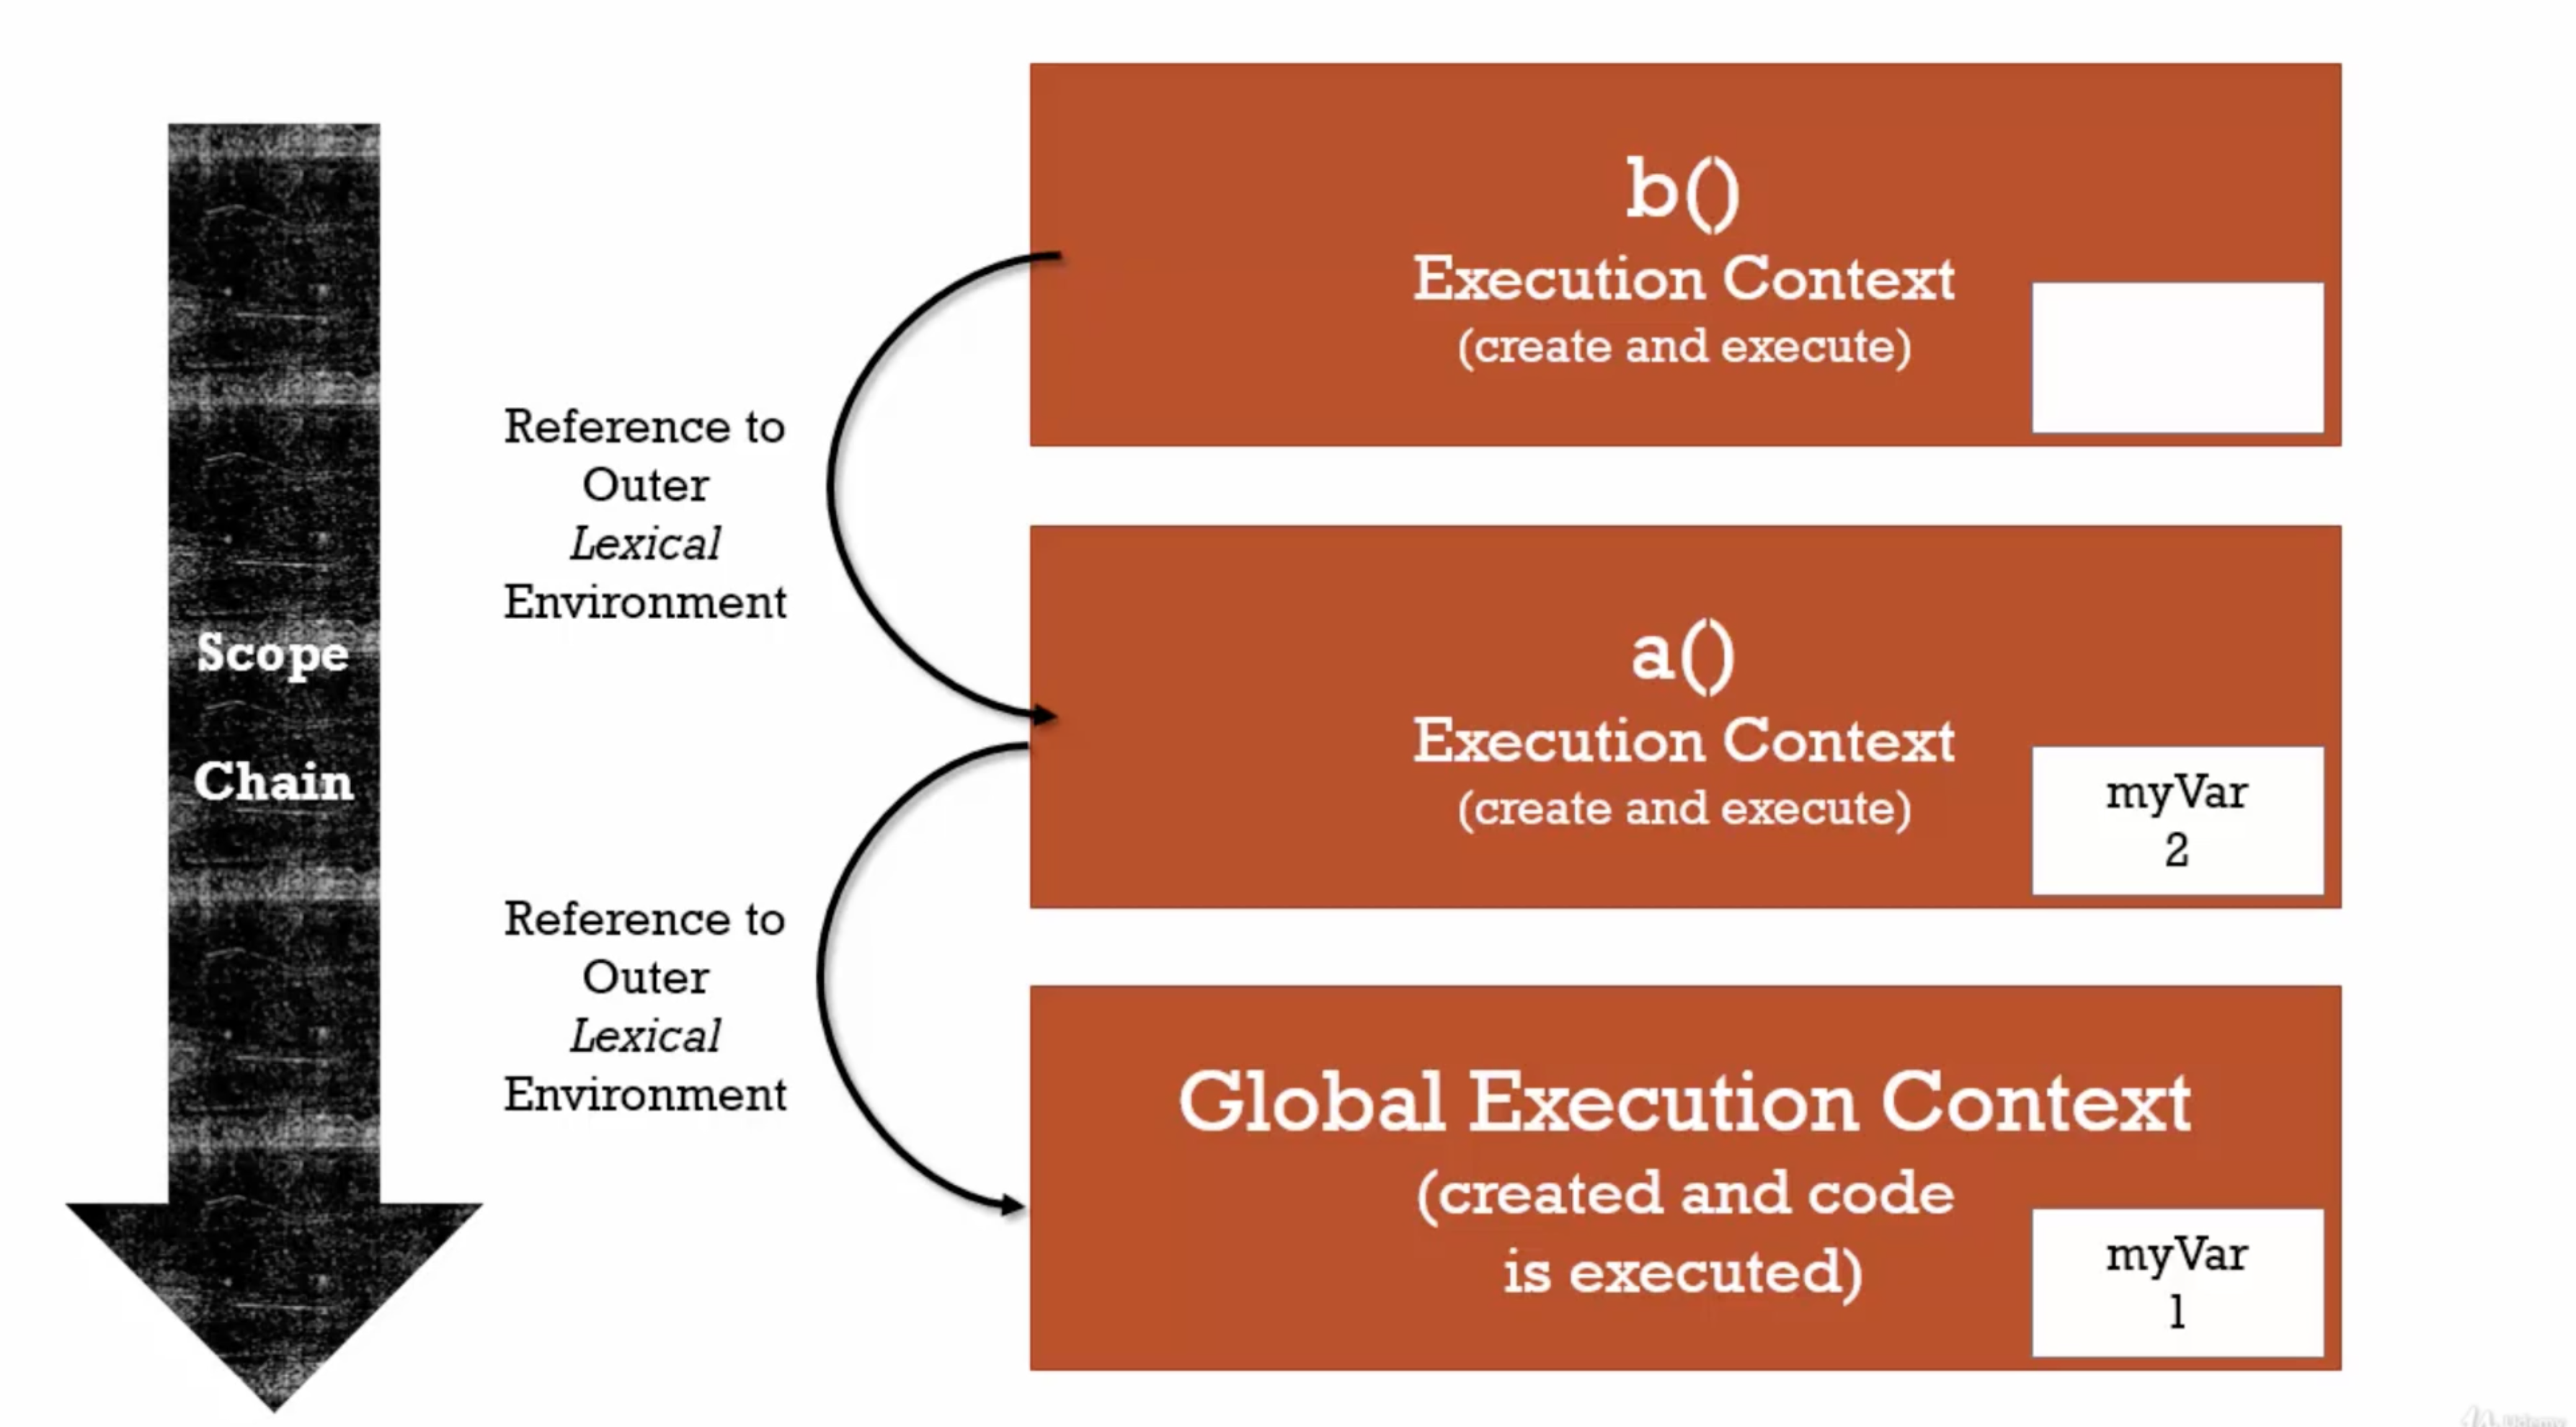 b()
Execution Context
(create and execute)
Reference to
Outer
Lexical
Environment
Scope
Chain
a()
Execution Context
(create and execute)
myVar
2
Reference to
Outer
Lexical
Environment
Global Execution Context
(created and code
is executed)
myVar
1